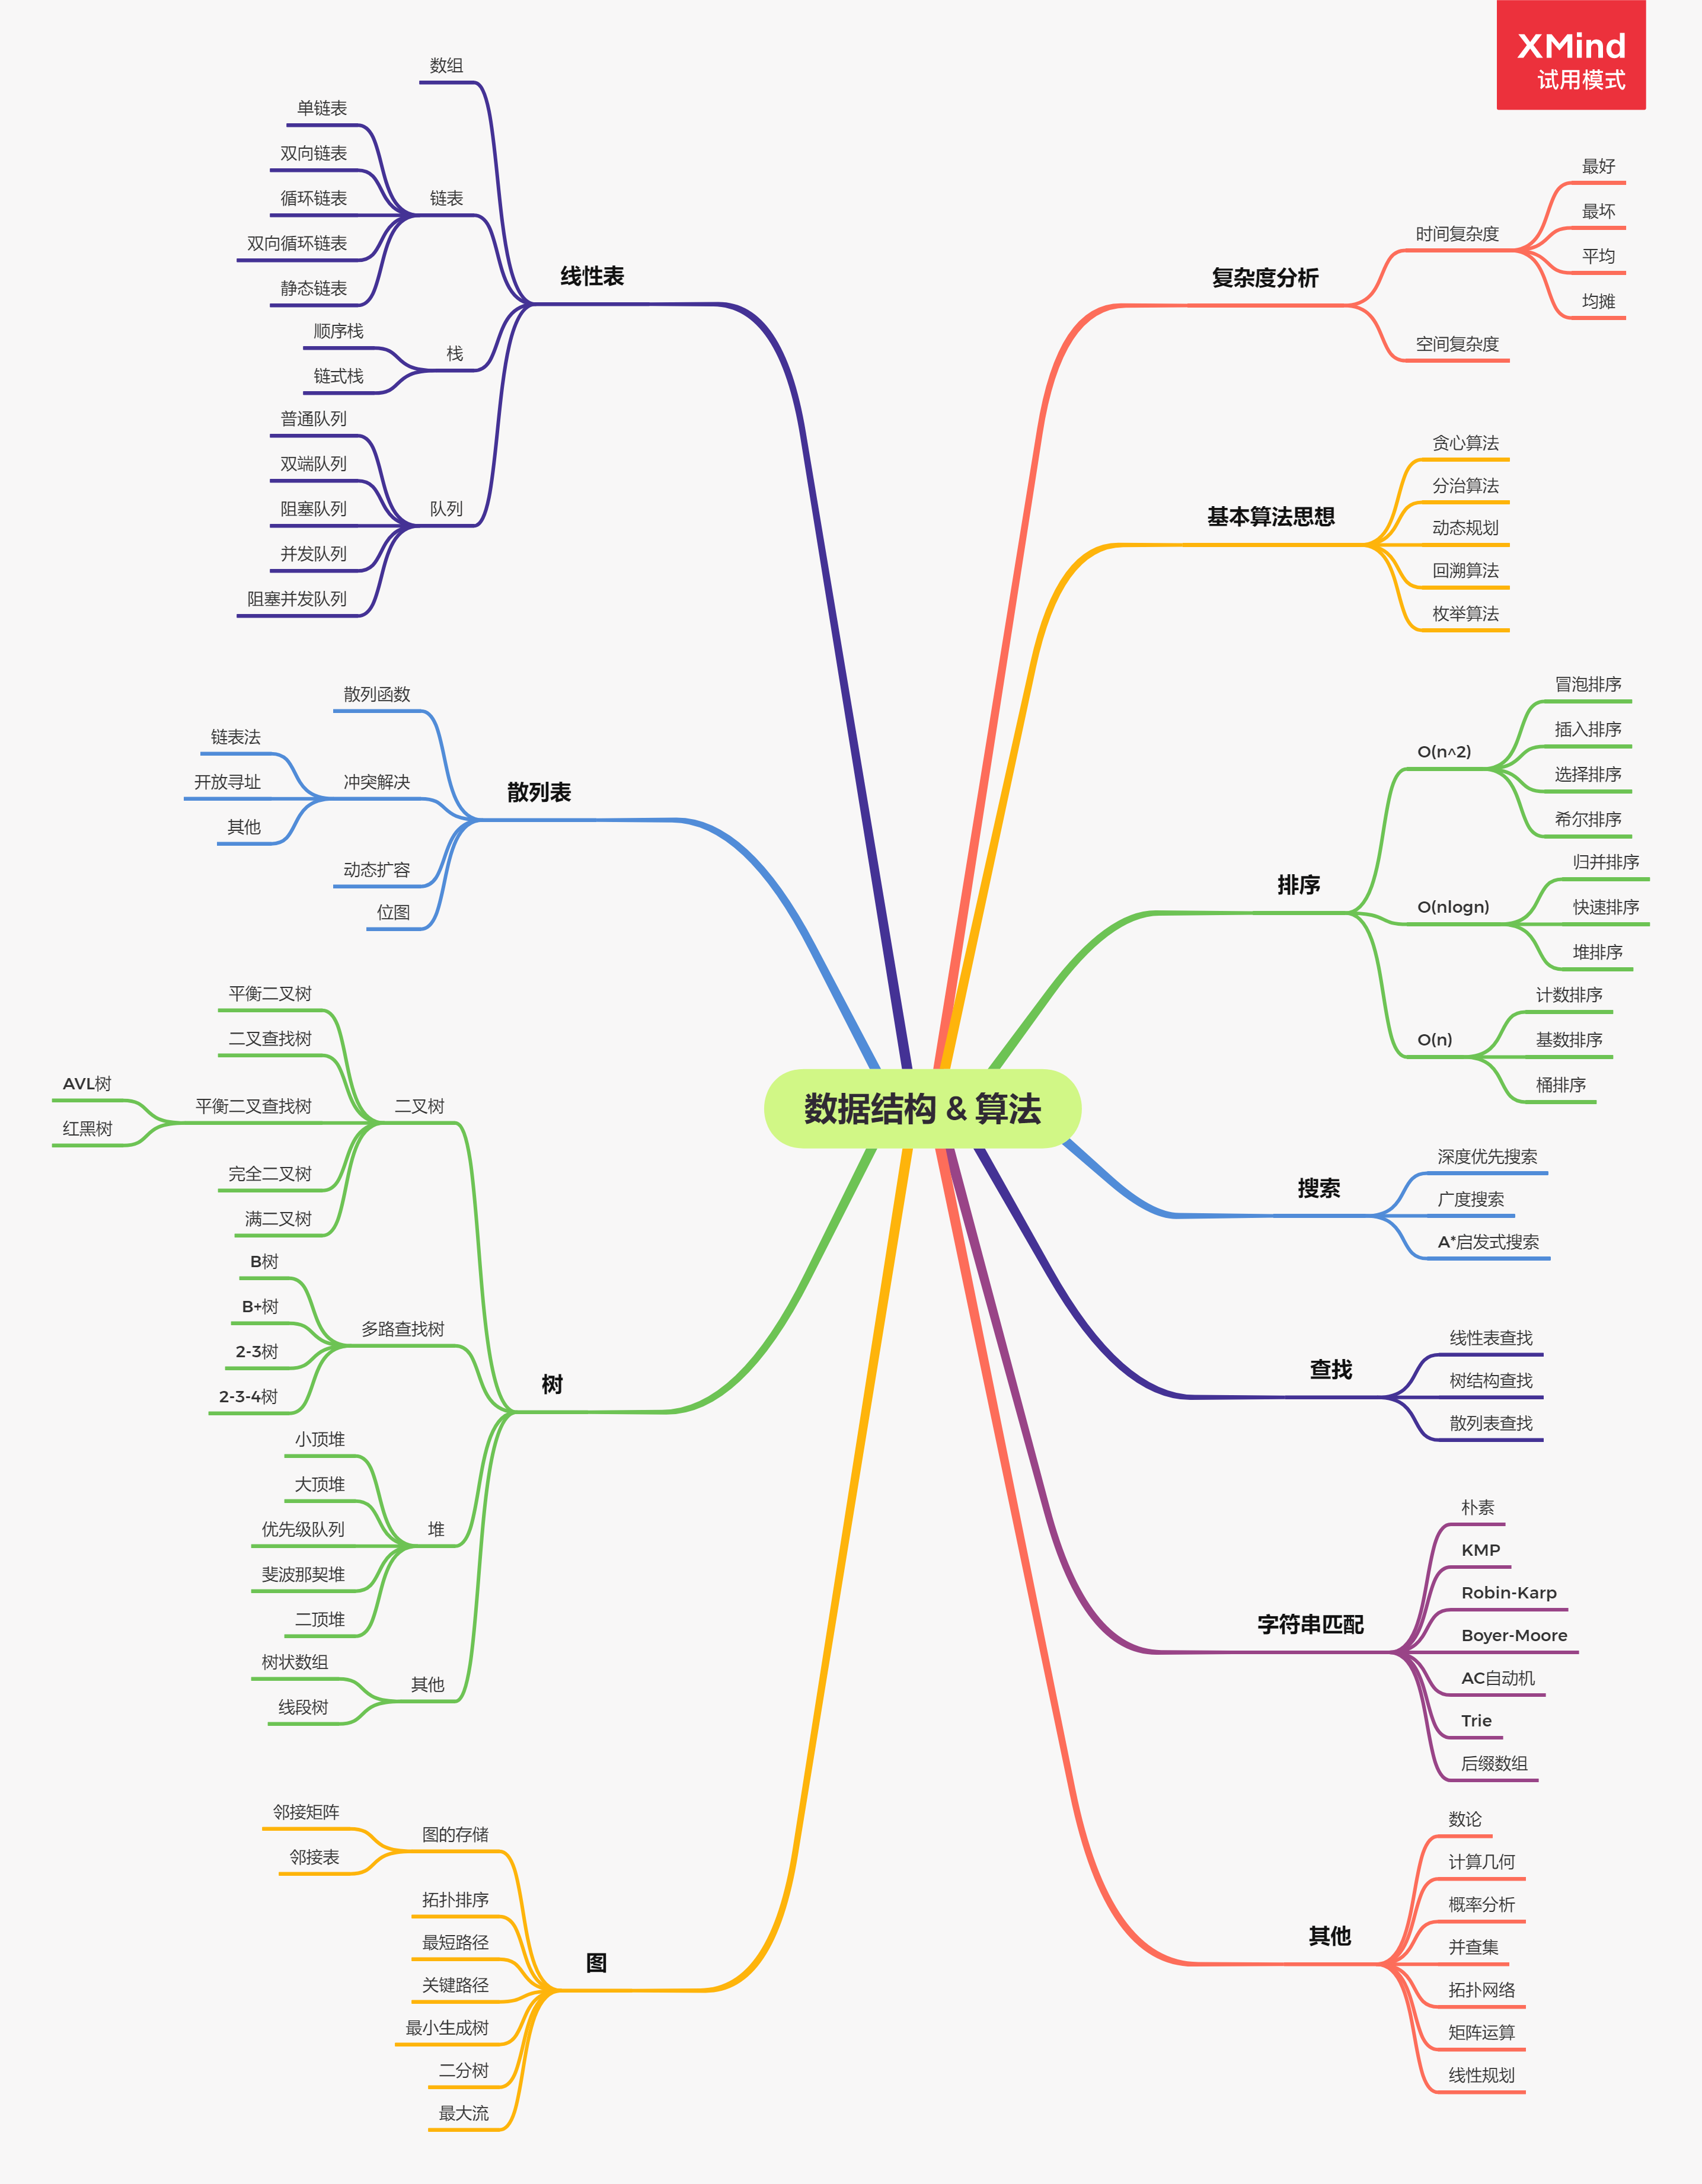 XMind
试用模式
数据结构 & 算法
复杂度分析
时间复杂度
最好
最坏
平均
均摊
空间复杂度
基本算法思想
贪心算法
分治算法
动态规划
回溯算法
枚举算法
排序
O(n^2)
冒泡排序
插入排序
选择排序
希尔排序
O(nlogn)
归并排序
快速排序
堆排序
O(n)
计数排序
基数排序
桶排序
搜索
深度优先搜索
广度搜索
A*启发式搜索
查找
线性表查找
树结构查找
散列表查找
字符串匹配
朴素
KMP
Robin-Karp
Boyer-Moore
AC自动机
Trie
后缀数组
其他
数论
计算几何
概率分析
并查集
拓扑网络
矩阵运算
线性规划
线性表
数组
链表
单链表
双向链表
循环链表
双向循环链表
静态链表
栈
顺序栈
链式栈
队列
普通队列
双端队列
阻塞队列
并发队列
阻塞并发队列
散列表
散列函数
冲突解决
链表法
开放寻址
其他
动态扩容
位图
树
二叉树
平衡二叉树
二叉查找树
平衡二叉查找树
AVL树
红黑树
完全二叉树
满二叉树
多路查找树
B树
B+树
2-3树
2-3-4树
堆
小顶堆
大顶堆
优先级队列
斐波那契堆
二顶堆
其他
树状数组
线段树
图
图的存储
邻接矩阵
邻接表
拓扑排序
最短路径
关键路径
最小生成树
二分树
最大流